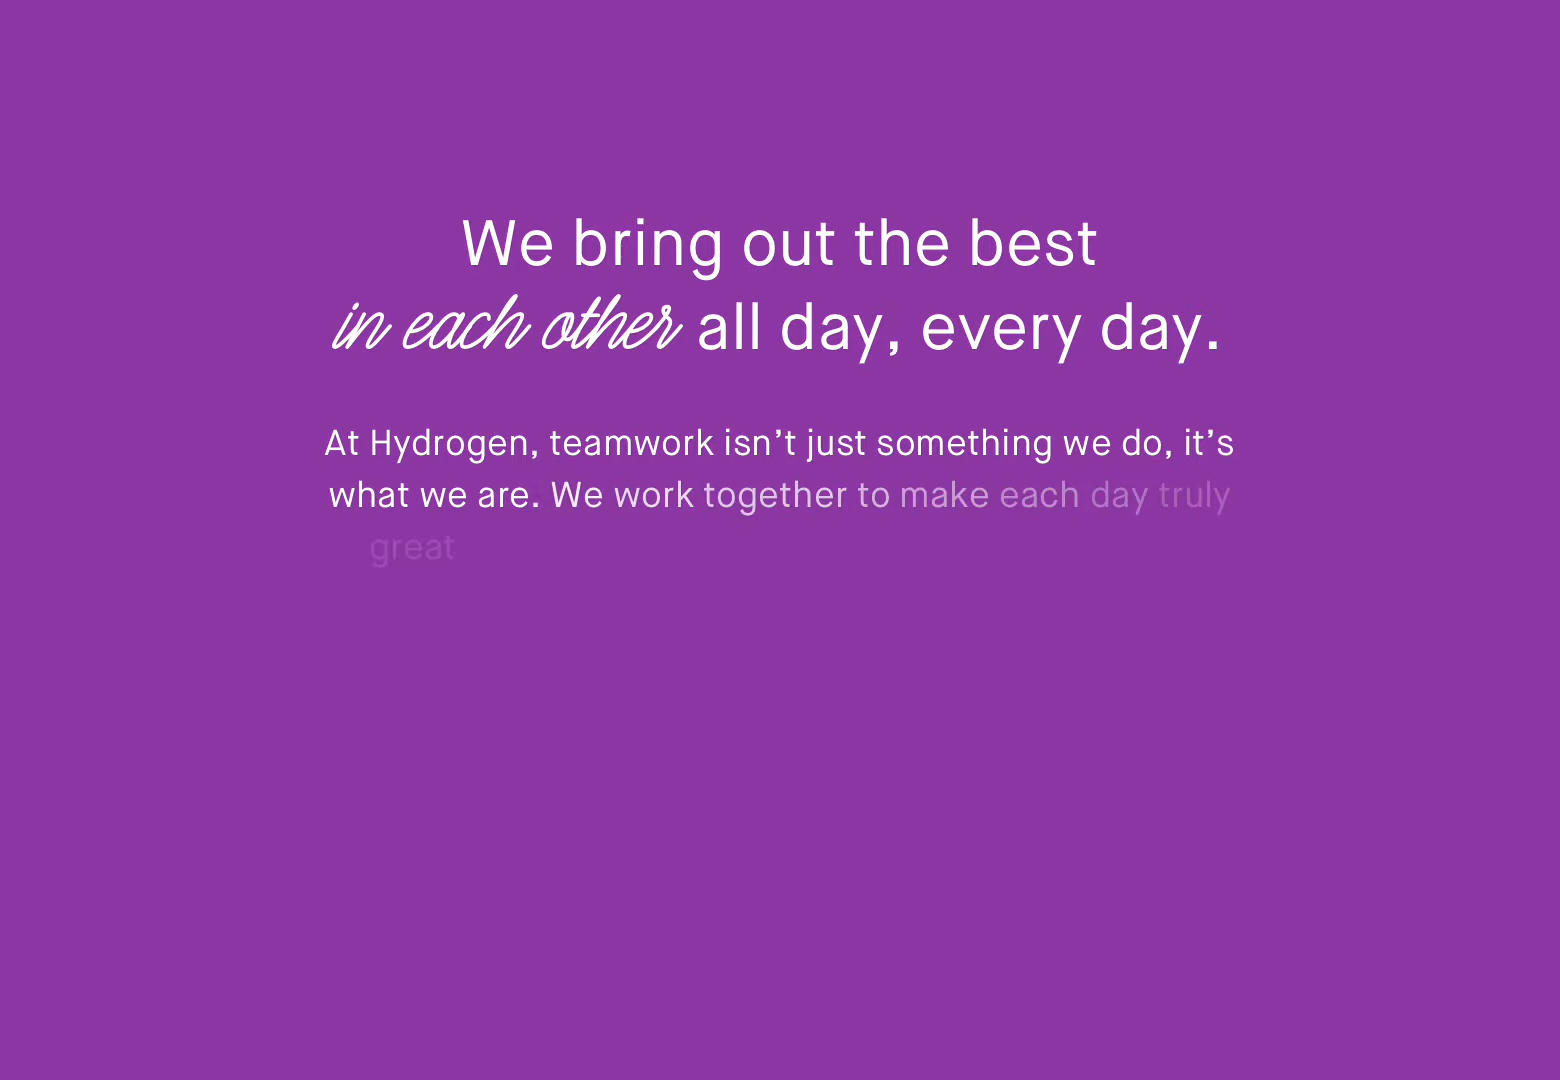 We bring out the best
in each other all day, every day.
At Hydrogen, teamwork isn’t just something we do, it’s
what we are. We work together to make each day truly
great